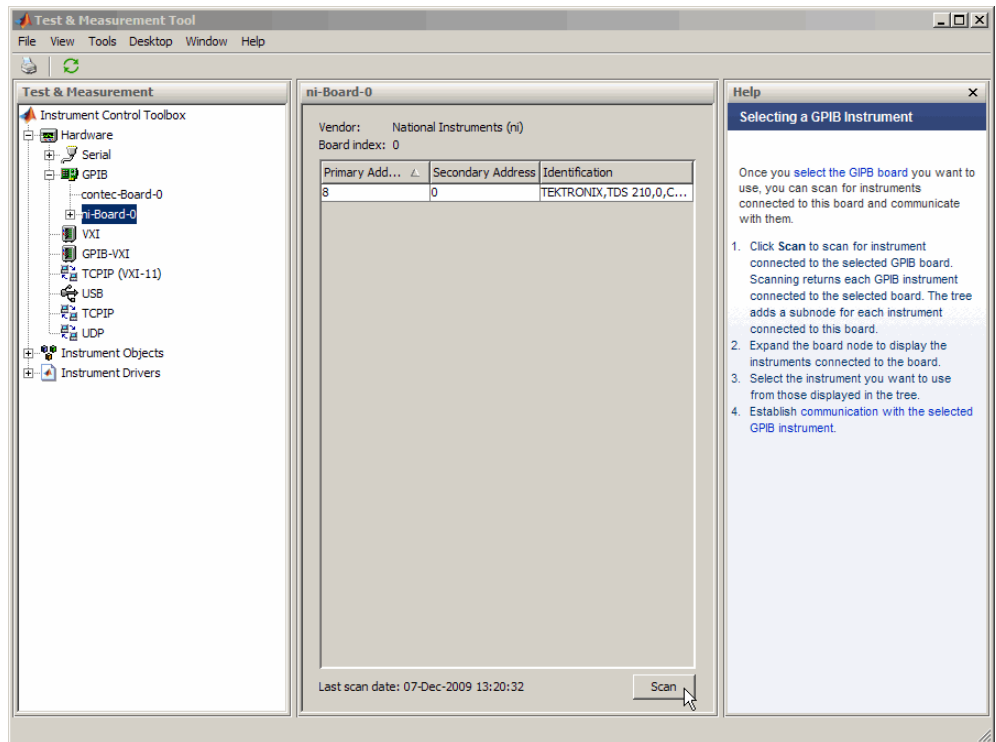 Test & Measurement Tool
File View Tools Desktop Window Help
Test & Measurement
Instrument Control Toolbox
Hardware
Serial
GPIB
contec-Board-0
ni-Board-0
VXI
GPIB-VXI
TCPIP (VXI-11)
USB
TCPIP
UDP
Instrument Objects
Instrument Drivers
ni-Board-0
Vendor: National Instruments (ni)
Board index: 0
Primary Add... Secondary Address Identification
8 0 TEKTRONIX,TDS 210,0,C...
Last scan date: 07-Dec-2009 13:20:32
Scan
Help
Selecting a GPIB Instrument
Once you select the GIPB board you want to
use, you can scan for instruments
connected to this board and communicate
with them.
1. Click Scan to scan for instrument
connected to the selected GPIB board.
Scanning returns each GPIB instrument
connected to the selected board. The tree
adds a subnode for each instrument
connected to this board.
2. Expand the board node to display the
instruments connected to the board.
3. Select the instrument you want to use
from those displayed in the tree.
4. Establish communication with the selected
GPIB instrument.